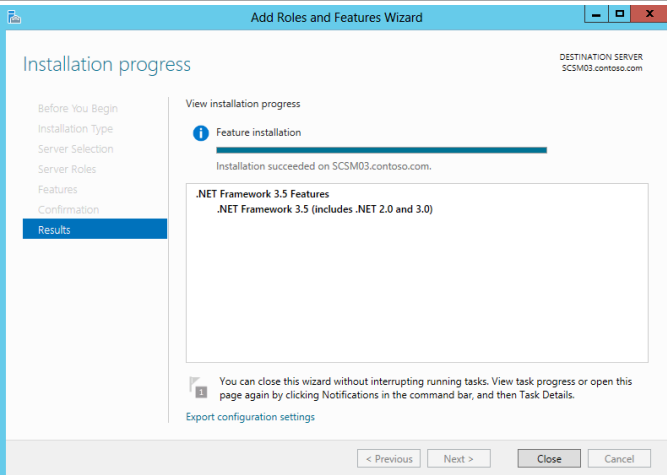 Add Roles and Features Wizard
Installation progress
DESTINATION SERVER
SCSM03.contoso.com
Before You Begin
Installation Type
Server Selection
Server Roles
Features
Confirmation
Results
View installation progress
Feature installation
Installation succeeded on SCSM03.contoso.com.
.NET Framework 3.5 Features
.NET Framework 3.5 (includes .NET 2.0 and 3.0)
1
You can close this wizard without interrupting running tasks. View task progress or open this
page again by clicking Notifications in the command bar, and then Task Details.
Export configuration settings
< Previous
Next >
Close
Cancel